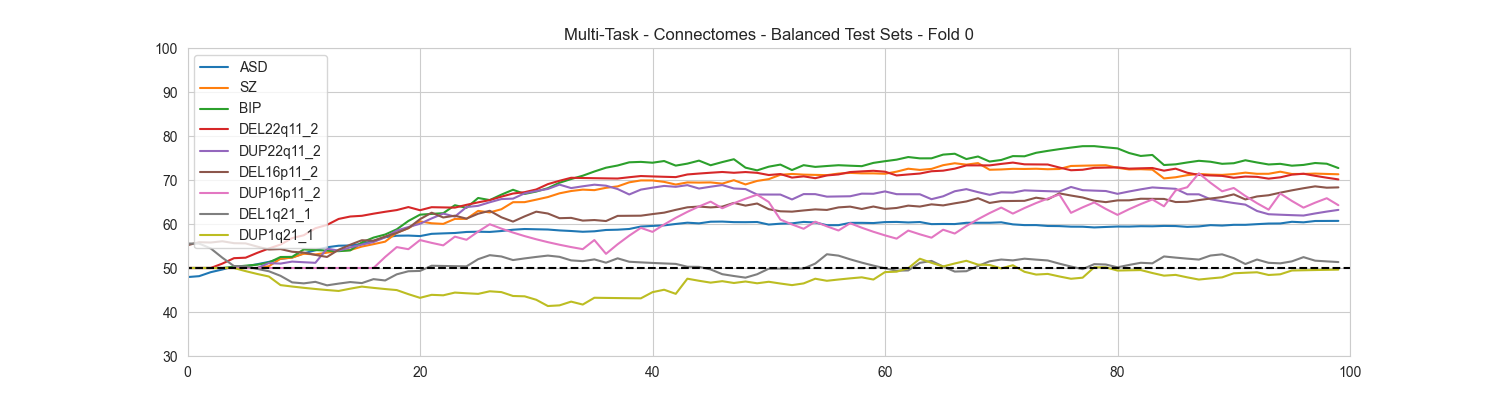 Multi-Task - Connectomes - Balanced Test Sets - Fold 0
100
90
80
70
60
50
40
30
ASD
SZ
BIP
DEL22q11_2
DUP22q11_2
DEL16p11_2
DUP16p11_2
DEL1q21_1
DUP1q21_1
0 20 40 60 80 100